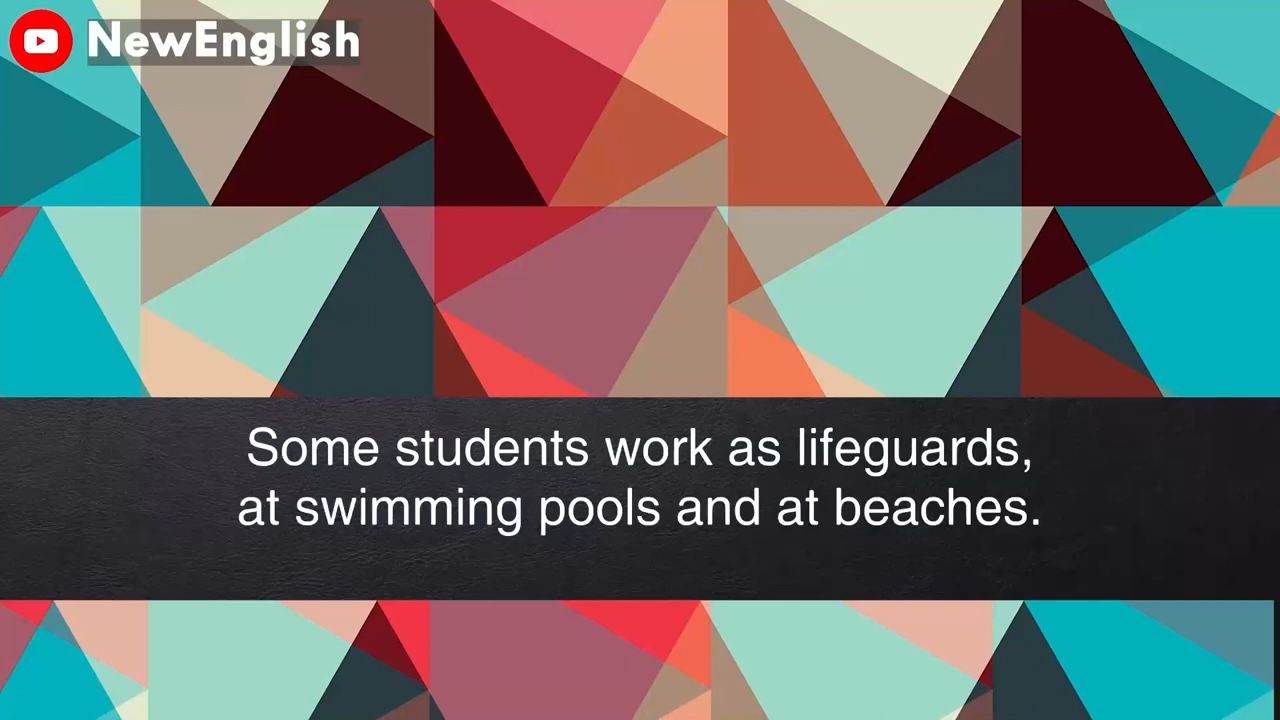 NewEnglish
Some students work as lifeguards,
at swimming pools and at beaches.